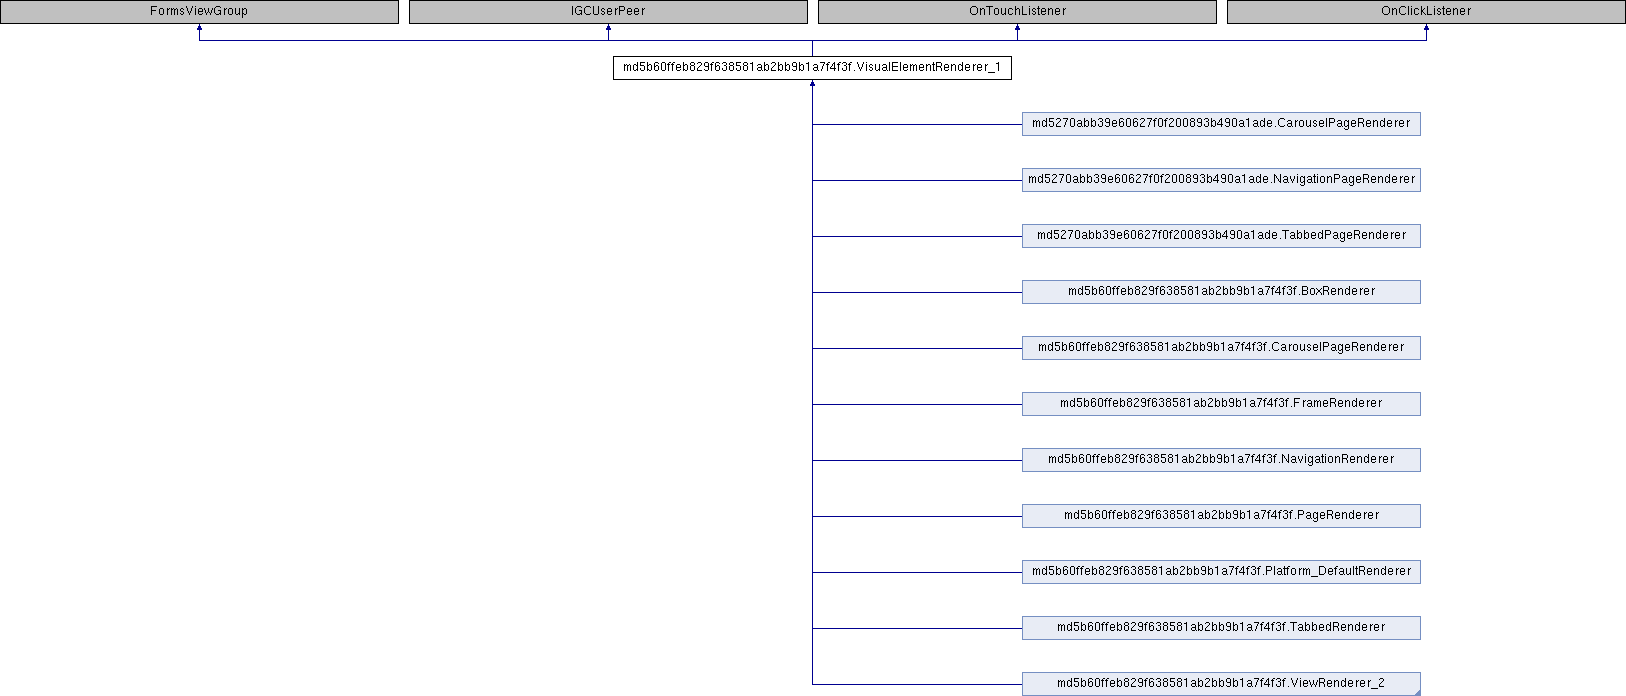 FormsViewGroup
IGCUserPeer
OnTouchListener
OnClickListener
md5b60ffeb829f638581ab2bb9b1a7f4f3f.VisualElementRenderer_1
md5270abb39e60627f0f200893b490a1ade.CarouselPageRenderer
md5270abb39e60627f0f200893b490a1ade.NavigationPageRenderer
md5270abb39e60627f0f200893b490a1ade.TabbedPageRenderer
md5b60ffeb829f638581ab2bb9b1a7f4f3f.BoxRenderer
md5b60ffeb829f638581ab2bb9b1a7f4f3f.CarouselPageRenderer
md5b60ffeb829f638581ab2bb9b1a7f4f3f.FrameRenderer
md5b60ffeb829f638581ab2bb9b1a7f4f3f.NavigationRenderer
md5b60ffeb829f638581ab2bb9b1a7f4f3f.PageRenderer
md5b60ffeb829f638581ab2bb9b1a7f4f3f.Platform_DefaultRenderer
md5b60ffeb829f638581ab2bb9b1a7f4f3f.TabbedRenderer
md5b60ffeb829f638581ab2bb9b1a7f4f3f.ViewRenderer_2